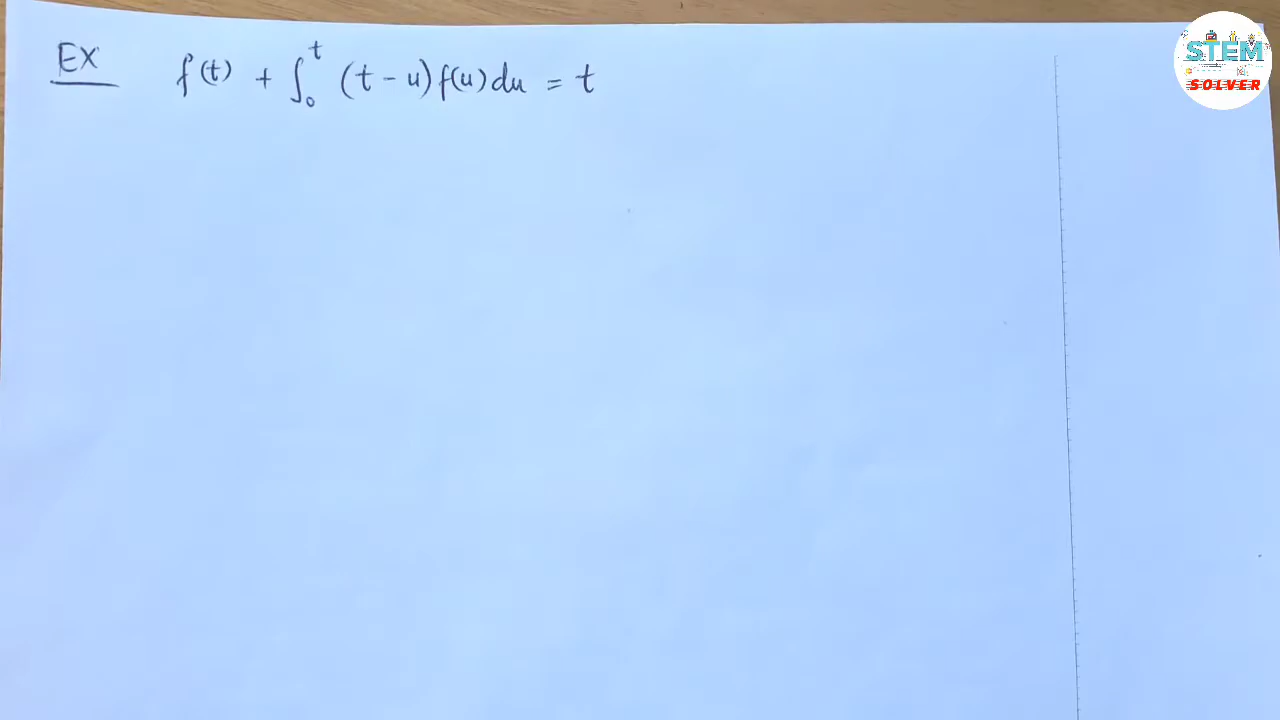 EX f(t) + ∫₀ᵗ (t - u) f(u) du = t
STEM
SOLVER